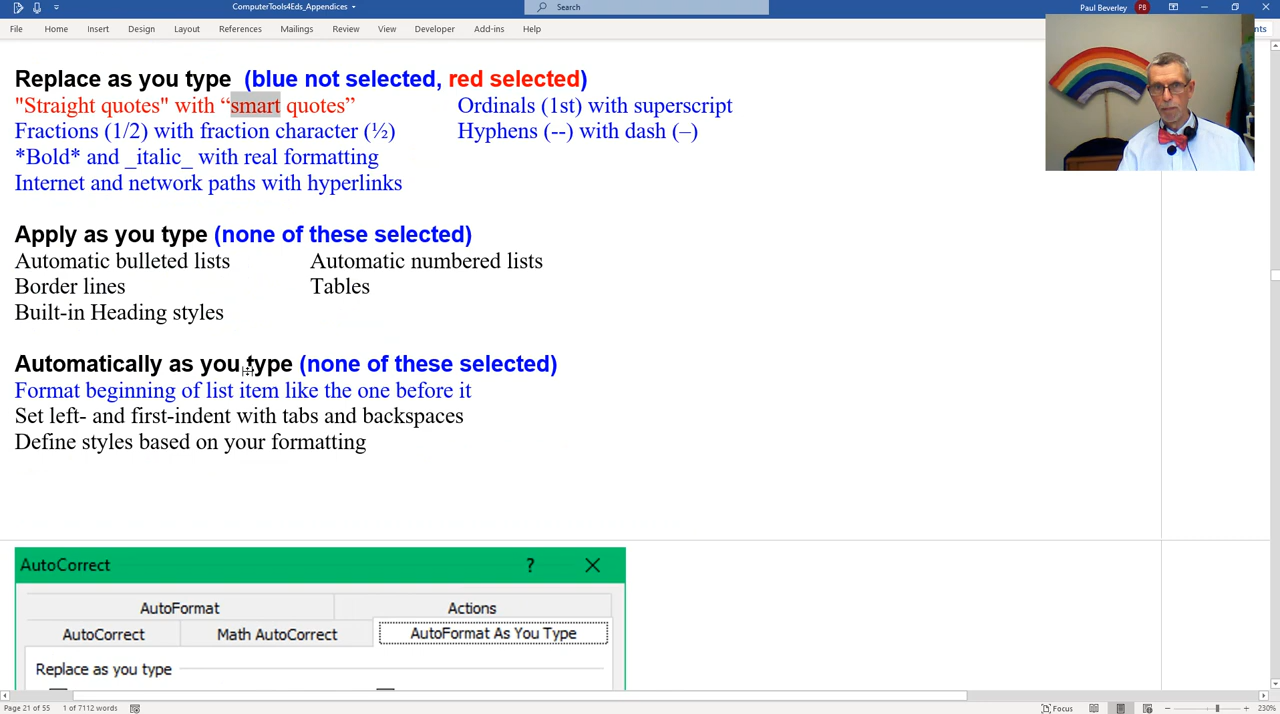 ComputerTools4Eds_Appendices
Search
Paul Beverley PB
File Home Insert Design Layout References Mailings Review View Developer Add-ins Help
Replace as you type (blue not selected, red selected)
"Straight quotes" with “smart quotes” Ordinals (1st) with superscript
Fractions (1/2) with fraction character (½) Hyphens (--) with dash (–)
*Bold* and _italic_ with real formatting
Internet and network paths with hyperlinks
Apply as you type (none of these selected)
Automatic bulleted lists Automatic numbered lists
Border lines Tables
Built-in Heading styles
Automatically as you type (none of these selected)
Format beginning of list item like the one before it
Set left- and first-indent with tabs and backspaces
Define styles based on your formatting
AutoCorrect ?
AutoFormat Actions
AutoCorrect Math AutoCorrect AutoFormat As You Type
Replace as you type
Page 21 of 55 1 of 7112 words Focus 230%